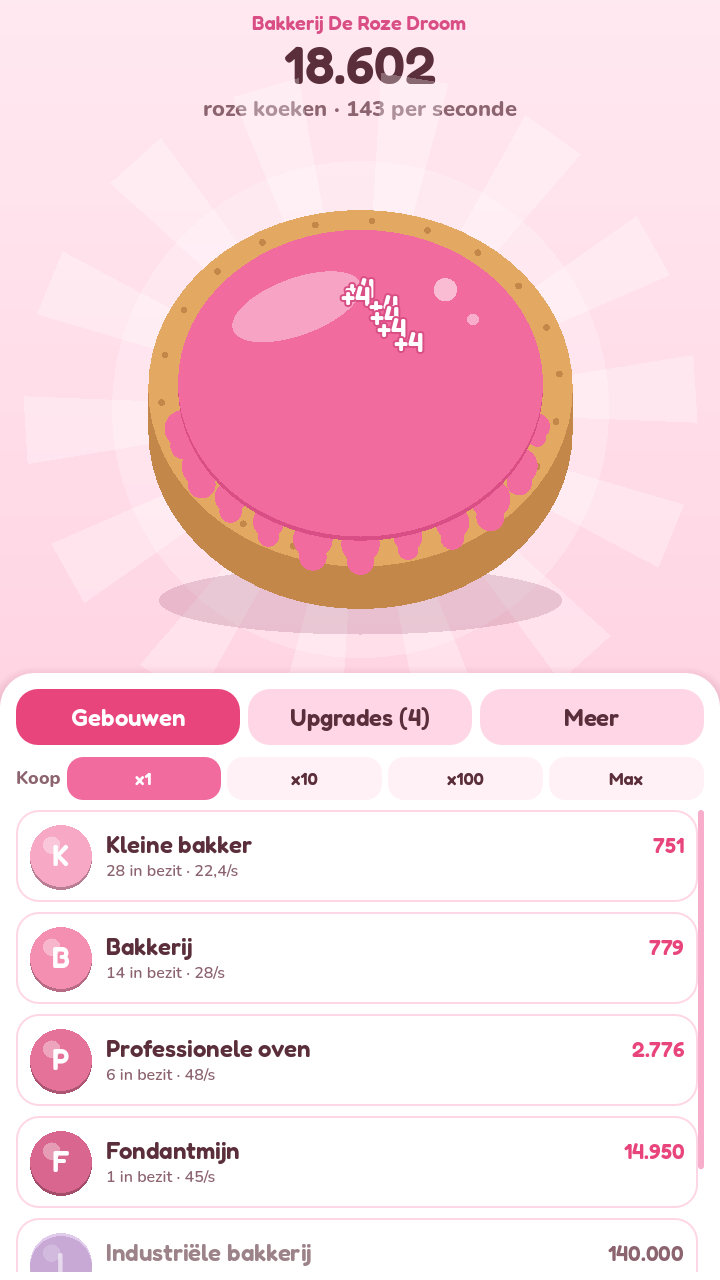 Bakkerij De Roze Droom
18.602
roze koeken · 143 per seconde
+4
+4
+4
+4
+4
+4
Gebouwen
Upgrades (4)
Meer
Koop
x1
x10
x100
Max
K
Kleine bakker
751
28 in bezit · 22,4/s
B
Bakkerij
779
14 in bezit · 28/s
P
Professionele oven
2.776
6 in bezit · 48/s
F
Fondantmijn
14.950
1 in bezit · 45/s
I
Industriële bakkerij
140.000